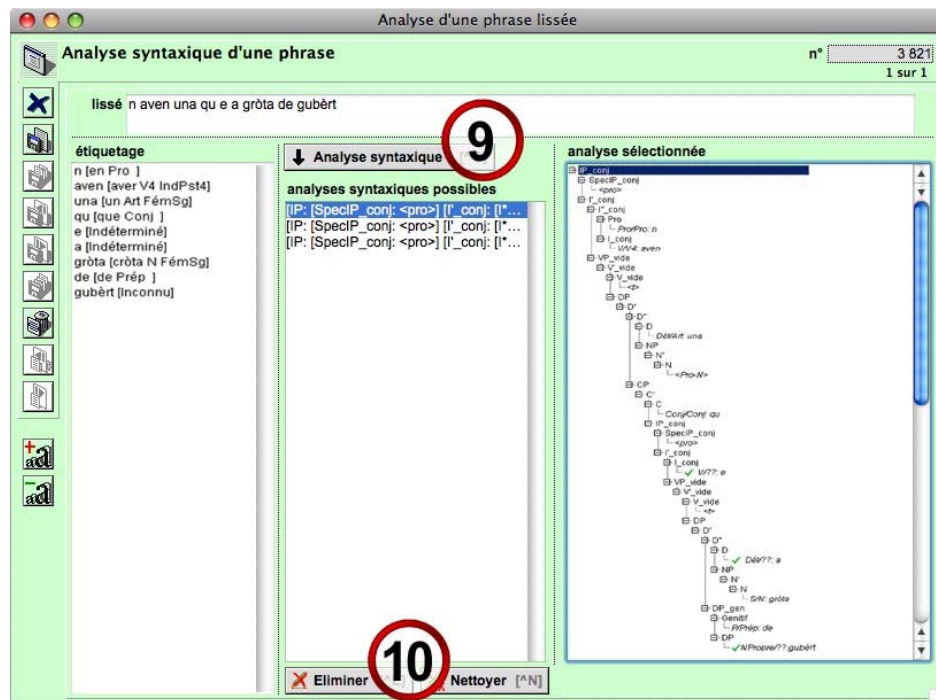 Analyse d'une phrase lissée
Analyse syntaxique d'une phrase
n° 3 821
1 sur 1
lissé n aven una qu e a gròta de gubèrt
étiquetage
n [en Pro ]
aven [aver V4 IndPst4]
una [un Art FémSg]
qu [que Conj ]
e [Indéterminé]
a [Indéterminé]
gròta [cròta N FémSg]
de [de Prép ]
gubèrt [Inconnu]
Analyse syntaxique
9
analyses syntaxiques possibles
[IP: [SpecIP_conj: <pro>] [I'_conj: [I*...
[IP: [SpecIP_conj: <pro>] [I'_conj: [I*...
[IP: [SpecIP_conj: <pro>] [I'_conj: [I*...
10
Eliminer
Nettoyer [^N]
analyse sélectionnée
IP_conj
SpecIP_conj
<pro>
I'_conj
I*_conj
Pro
Pro/Pro: n
I_conj
V/V4: aven
VP_vide
V'_vide
V_vide
<t>
DP
D'
D*
D
Dét/Art: una
NP
N'
N
<Pro-N>
CP
C'
C
Conj/Conj: qu
IP_conj
SpecIP_conj
<pro>
I'_conj
I_conj
V/??: e
VP_vide
V'_vide
V_vide
<t>
DP
D'
D*
D
Dét/??: a
NP
N'
N
S/N: gròta
DP_gen
Genitif
P/Prép: de
DP
NPropre/??:gubèrt